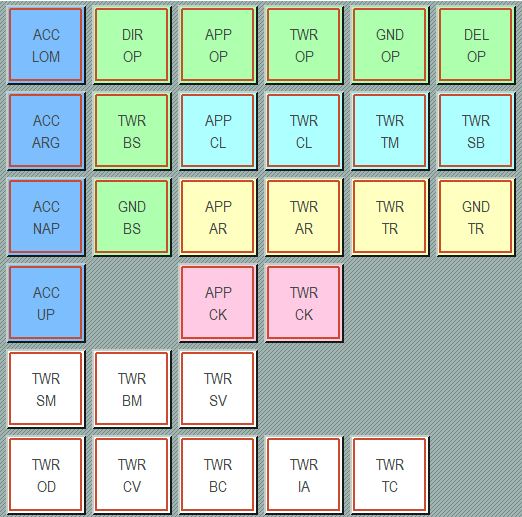 ACC
LOM
DIR
OP
APP
OP
TWR
OP
GND
OP
DEL
OP
ACC
ARG
TWR
BS
APP
CL
TWR
CL
TWR
TM
TWR
SB
ACC
NAP
GND
BS
APP
AR
TWR
AR
TWR
TR
GND
TR
ACC
UP
APP
CK
TWR
CK
TWR
SM
TWR
BM
TWR
SV
TWR
OD
TWR
CV
TWR
BC
TWR
IA
TWR
TC